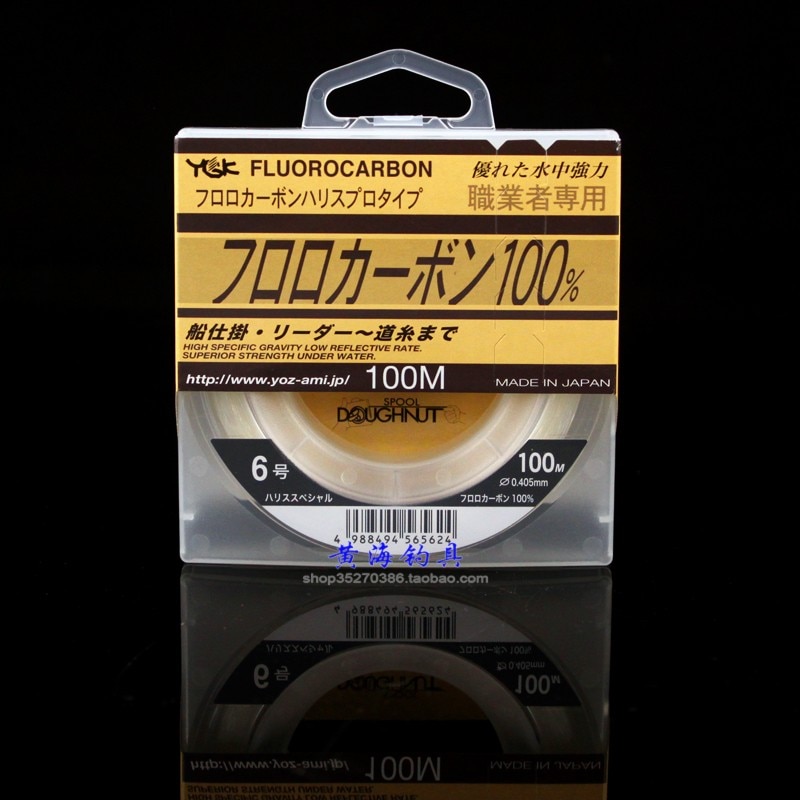 YGK FLUOROCARBON
優れた水中強力
フロロカーボンハリスプロタイプ
職業者専用
フロロカーボン100%
船仕掛・リーダー～道糸まで
HIGH SPECIFIC GRAVITY LOW REFLECTIVE RATE.
SUPERIOR STRENGTH UNDER WATER.
http://www.yoz-ami.jp/ 100M MADE IN JAPAN
SPOOL
DOUGHNUT
6号
100M
ハリススペシャル
∅0.405mm
フロロカーボン100%
4 988494 565624
黄海钓具
shop35270386.taobao.com